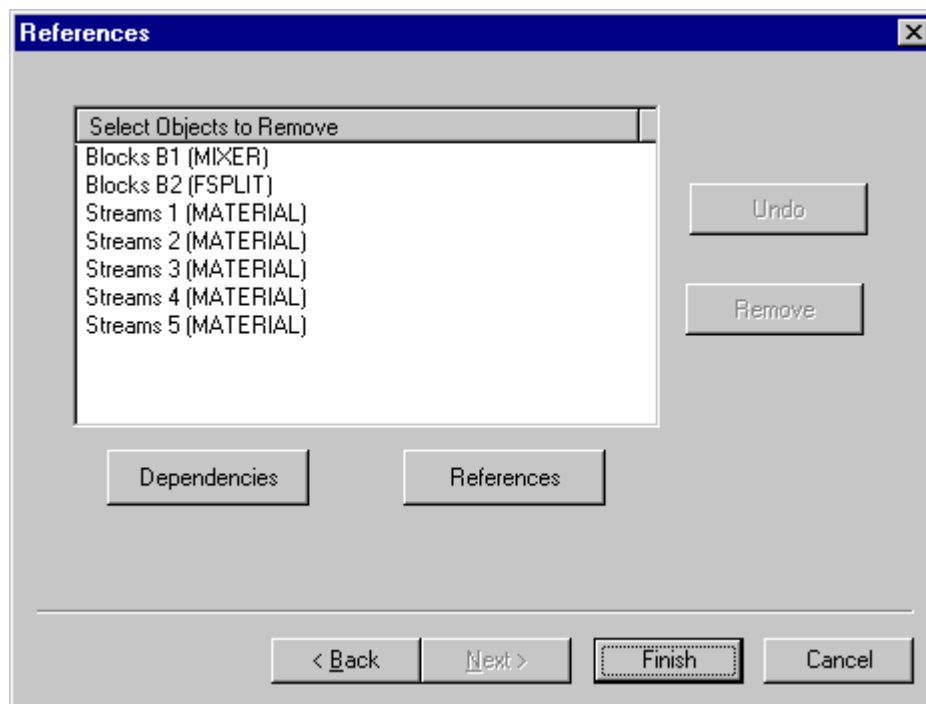 References
Select Objects to Remove
Blocks B1 (MIXER)
Blocks B2 (FSPLIT)
Streams 1 (MATERIAL)
Streams 2 (MATERIAL)
Streams 3 (MATERIAL)
Streams 4 (MATERIAL)
Streams 5 (MATERIAL)
Undo
Remove
Dependencies
References
< Back
Next >
Finish
Cancel